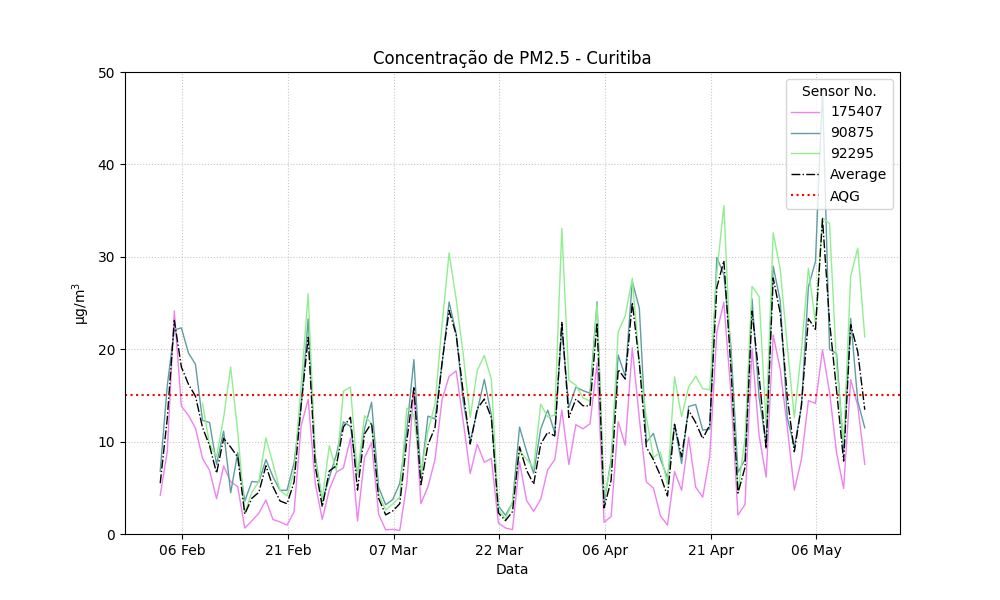 Concentração de PM2.5 - Curitiba
Sensor No.
175407
90875
92295
Average
AQG
50
40
30
20
10
0
µg/m³
06 Feb
21 Feb
07 Mar
22 Mar
06 Apr
21 Apr
06 May
Data